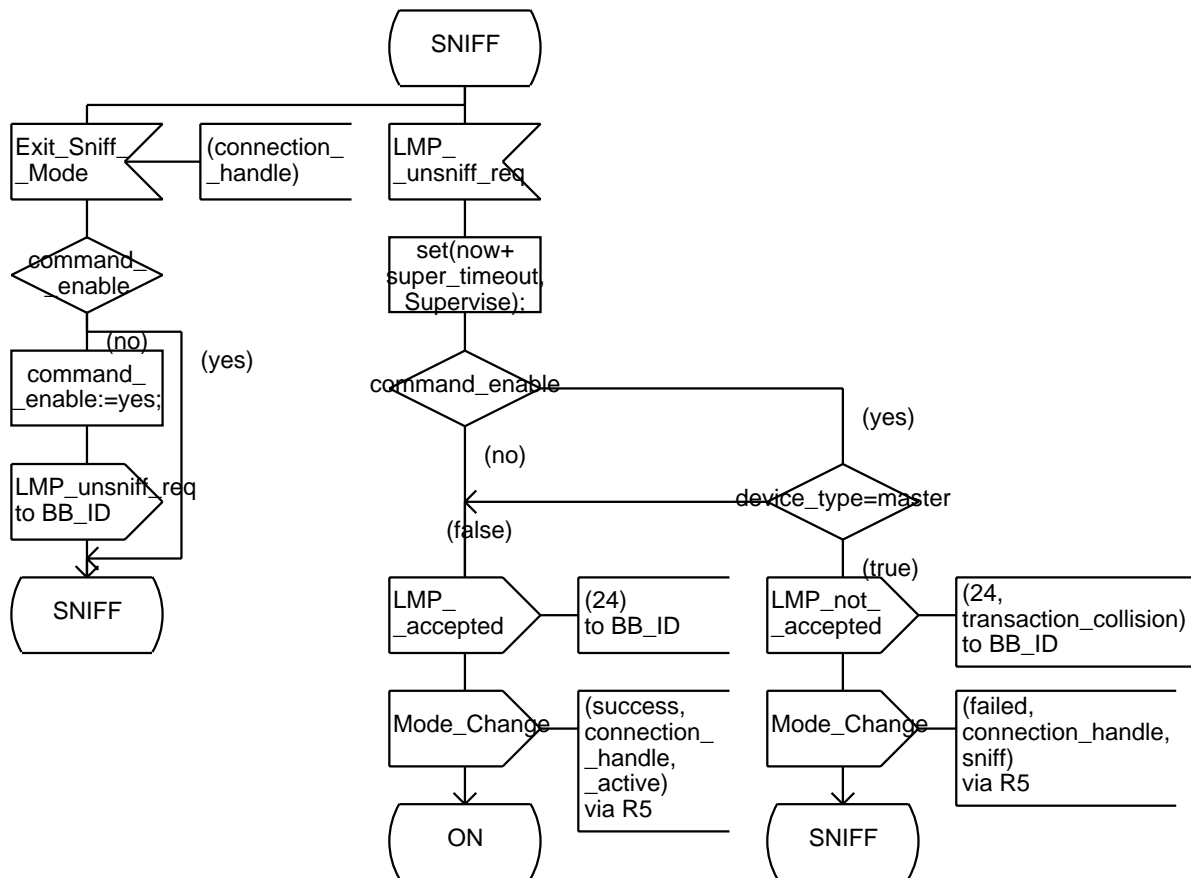 SNIFF
Exit_Sniff_
_Mode
(connection_
_handle)
LMP_
_unsniff_req
command_
_enable
set(now+
super_timeout,
Supervise);
(no)
(yes)
command_
_enable:=yes;
command_enable
(yes)
(no)
LMP_unsniff_req
to BB_ID
device_type=master
(false)
(true)
SNIFF
LMP_
_accepted
(24)
to BB_ID
LMP_not_
_accepted
(24,
transaction_collision)
to BB_ID
Mode_Change
(success,
connection_
_handle,
_active)
via R5
Mode_Change
(failed,
connection_handle,
sniff)
via R5
ON
SNIFF